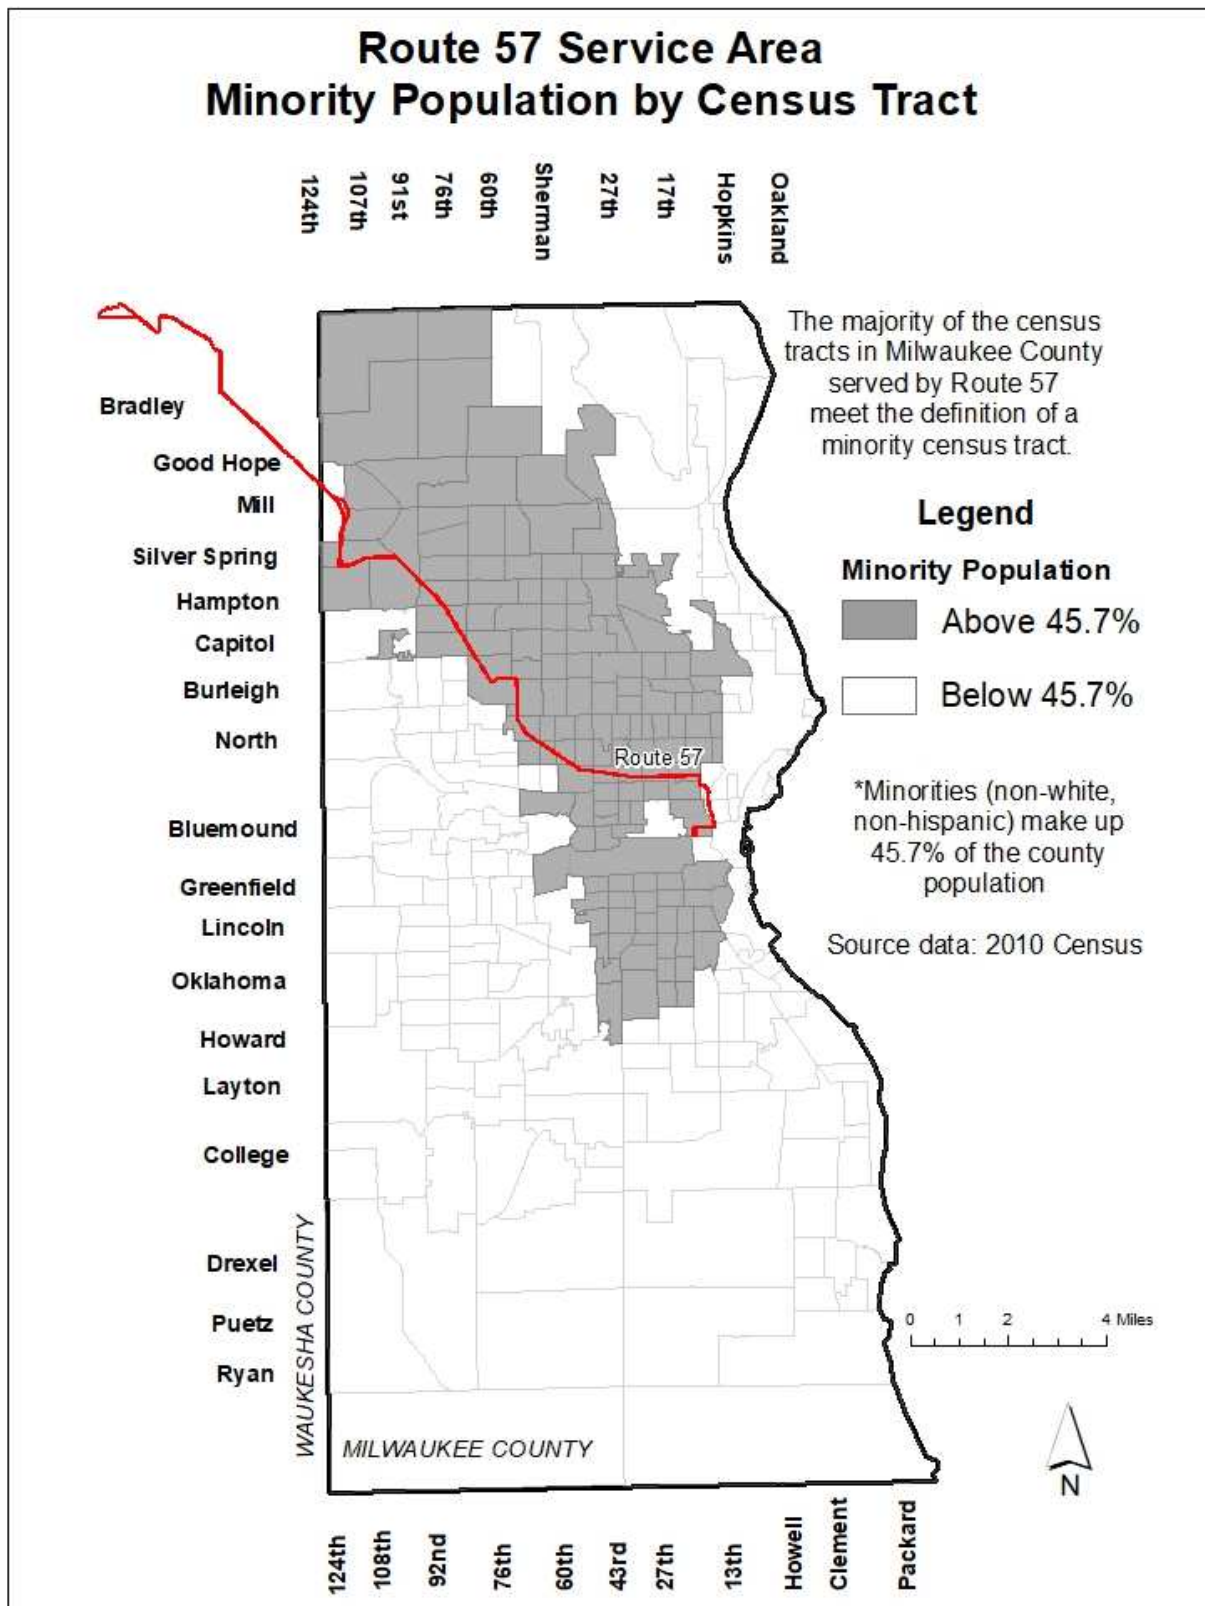 Route 57 Service Area
Minority Population by Census Tract
124th
107th
91st
76th
60th
Sherman
27th
17th
Hopkins
Oakland
The majority of the census
tracts in Milwaukee County
served by Route 57
meet the definition of a
minority census tract.
Bradley
Good Hope
Mill
Silver Spring
Hampton
Capitol
Burleigh
North
Bluemound
Greenfield
Lincoln
Oklahoma
Howard
Layton
College
Drexel
Puetz
Ryan
Legend
Minority Population
Above 45.7%
Below 45.7%
Route 57
*Minorities (non-white,
non-hispanic) make up
45.7% of the county
population
Source data: 2010 Census
0 1 2 4 Miles
N
WAUKESHA COUNTY
MILWAUKEE COUNTY
124th
108th
92nd
76th
60th
43rd
27th
13th
Howell
Clement
Packard